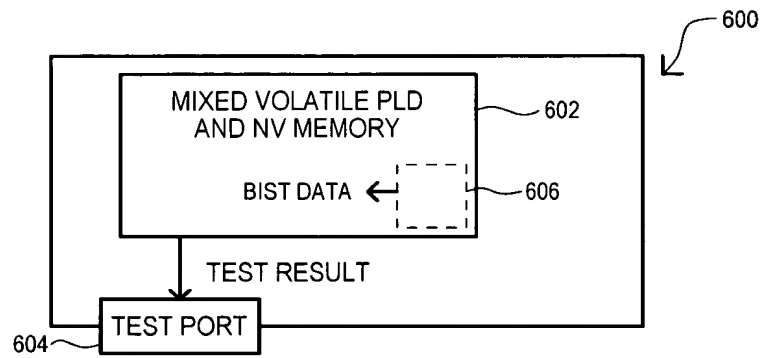 600
MIXED VOLATILE PLD
AND NV MEMORY
602
BIST DATA
606
TEST RESULT
TEST PORT
604